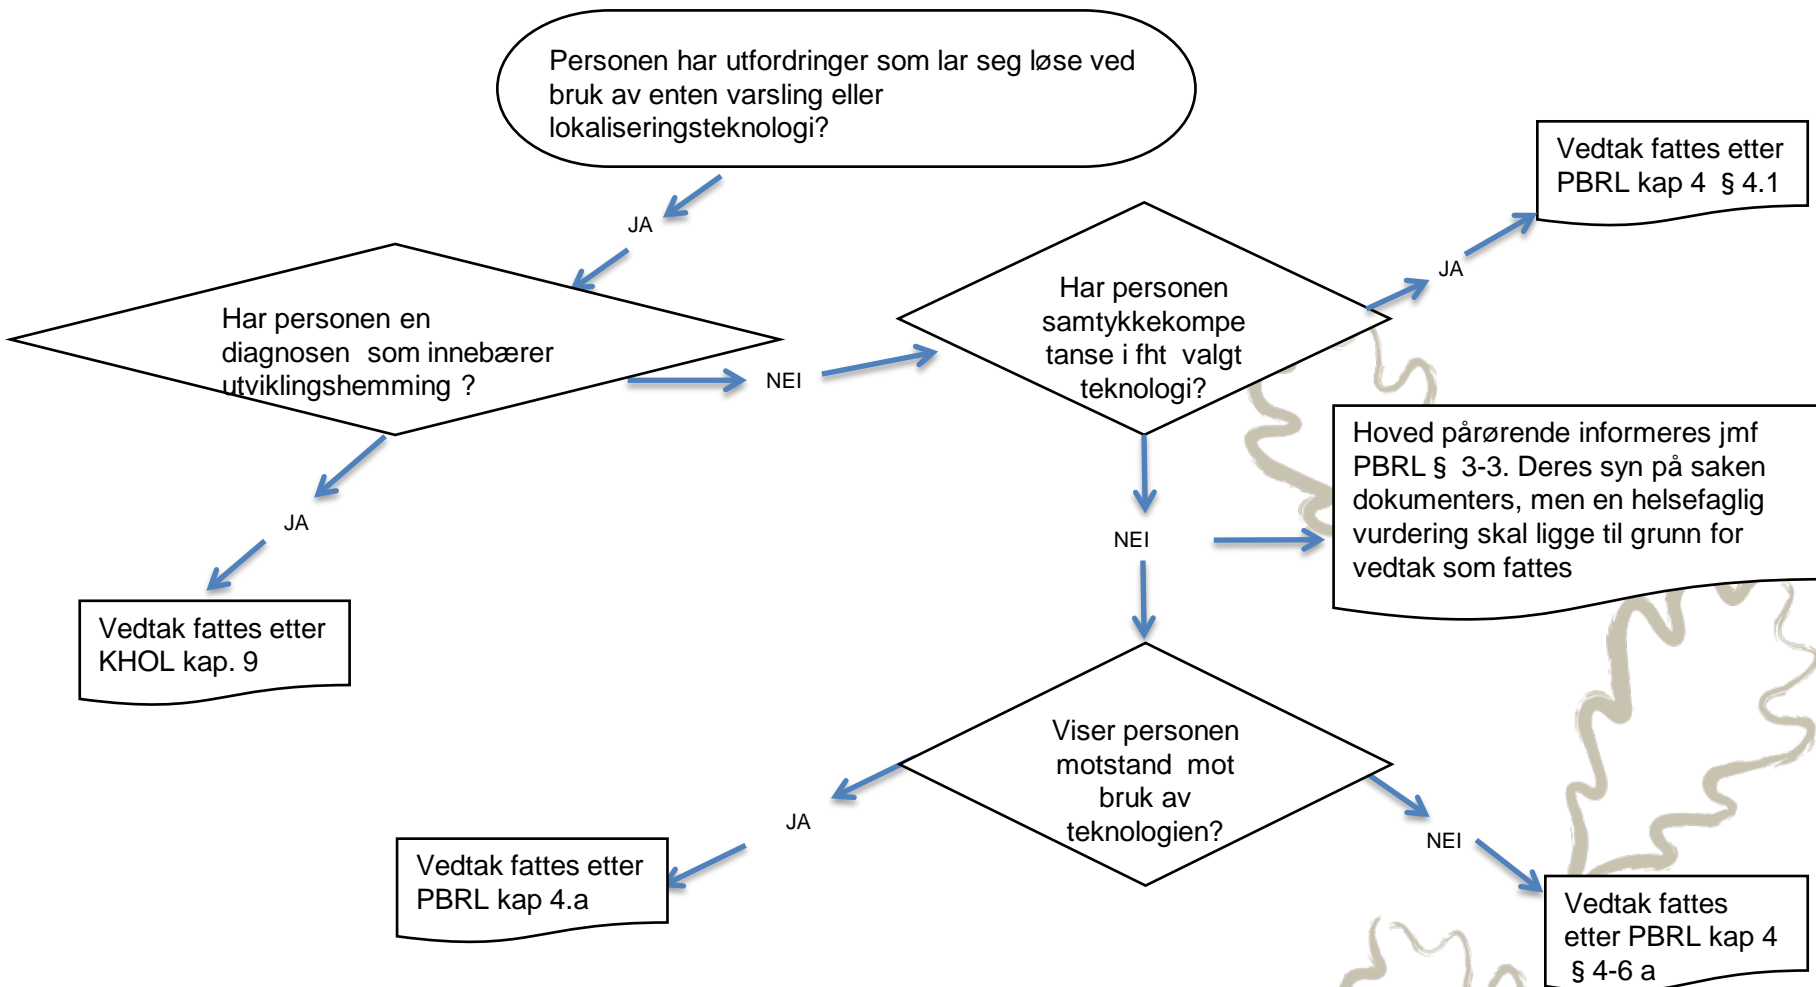 Personen har utfordringer som lar seg løse ved
bruk av enten varsling eller
lokaliseringsteknologi?
JA
Har personen en
diagnosen som innebærer
utviklingshemming ?
NEI
JA
Vedtak fattes etter
KHOL kap. 9
Har personen
samtykkekompe
tanse i fht valgt
teknologi?
JA
Vedtak fattes etter
PBRL kap 4 § 4.1
NEI
Hoved pårørende informeres jmf
PBRL § 3-3. Deres syn på saken
dokumenters, men en helsefaglig
vurdering skal ligge til grunn for
vedtak som fattes
Viser personen
motstand mot
bruk av
teknologien?
JA
Vedtak fattes etter
PBRL kap 4.a
NEI
Vedtak fattes
etter PBRL kap 4
§ 4-6 a